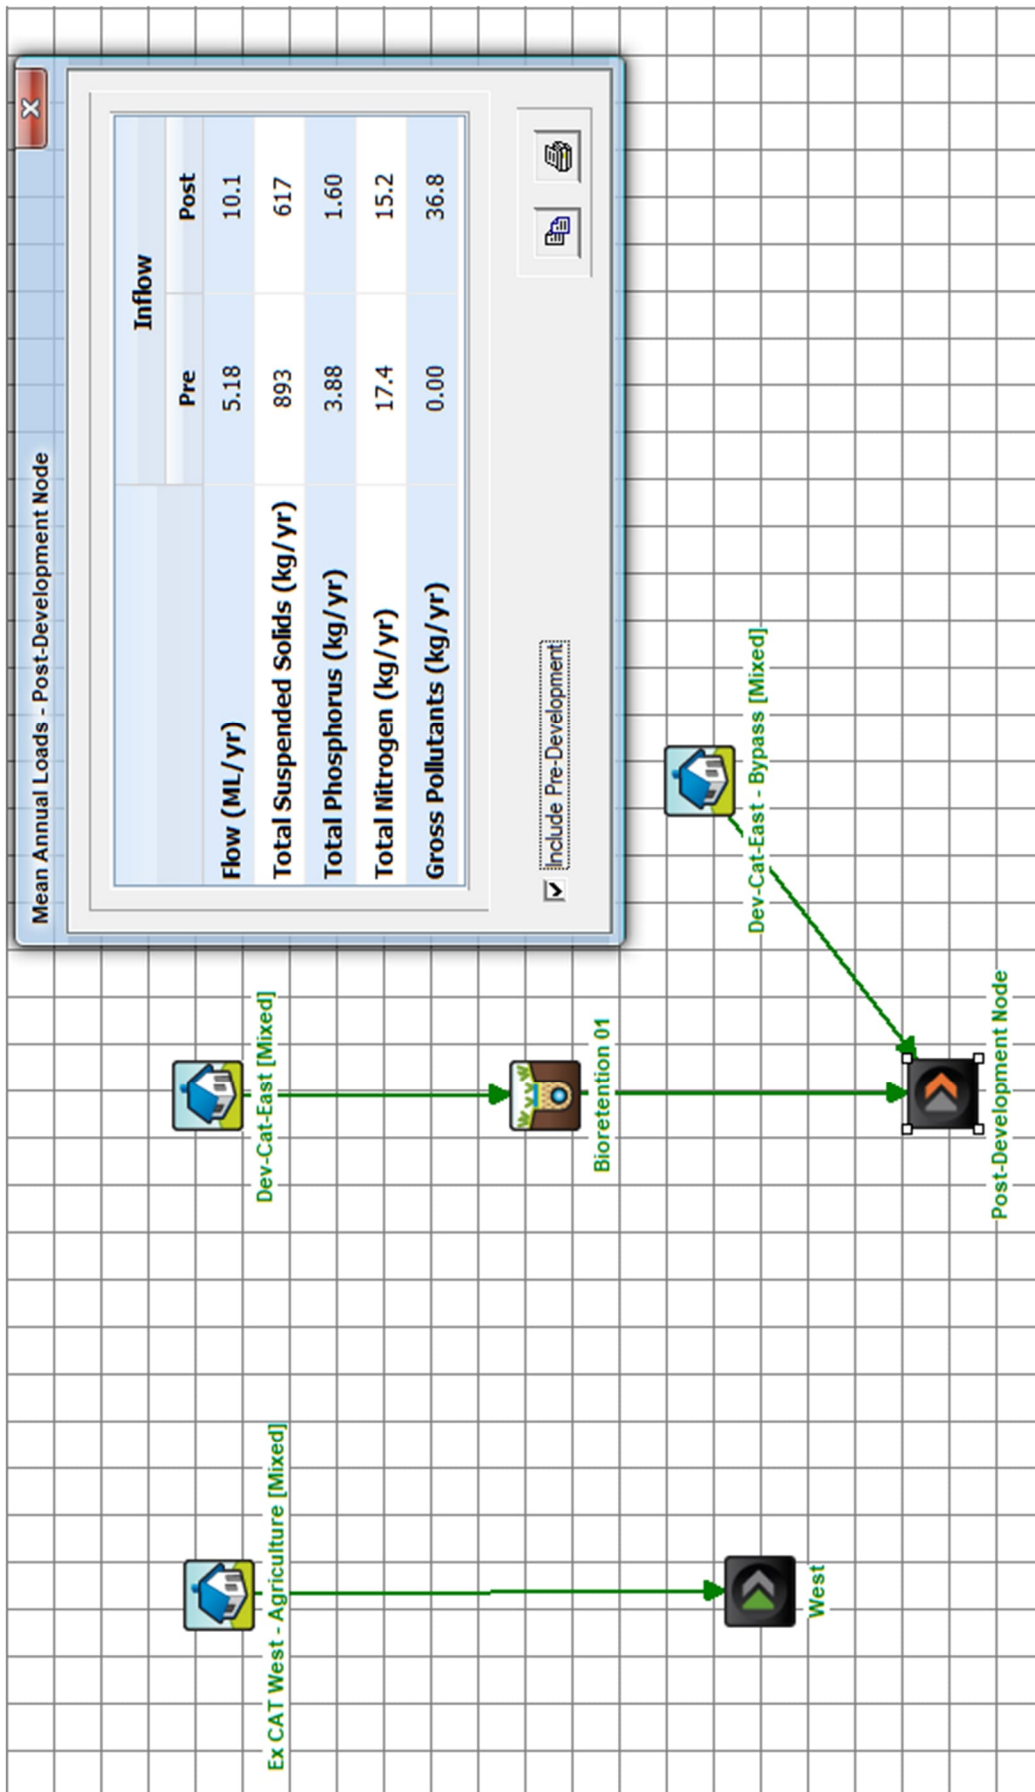 Mean Annual Loads - Post-Development Node
x
Inflow
Pre Post
Flow (ML/yr) 5.18 10.1
Total Suspended Solids (kg/yr) 893 617
Total Phosphorus (kg/yr) 3.88 1.60
Total Nitrogen (kg/yr) 17.4 15.2
Gross Pollutants (kg/yr) 0.00 36.8
Include Pre-Development
Ex CAT West - Agriculture [Mixed]
Dev-Cat-East [Mixed]
Bioretention 01
Dev-Cat-East - Bypass [Mixed]
West
Post-Development Node